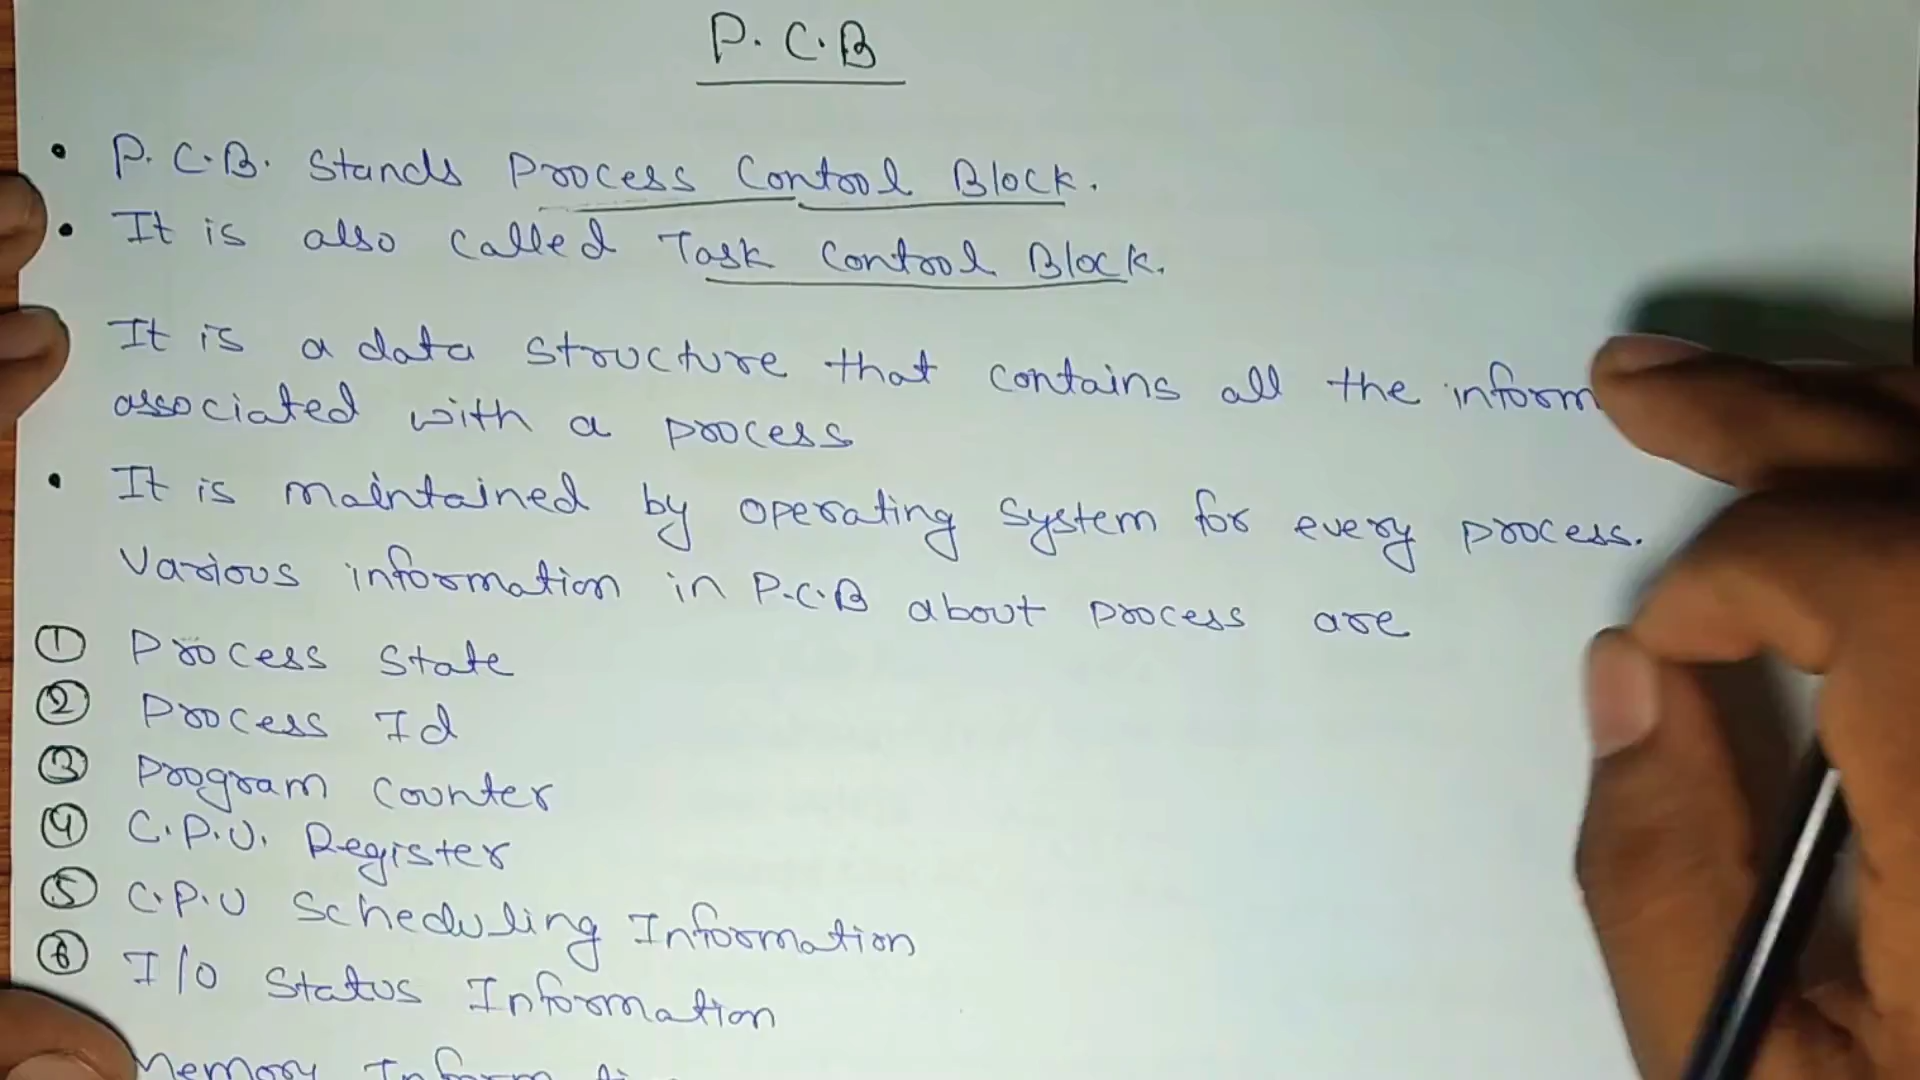 P.C.B
• P.C.B. Stands Process Control Block.
• It is also called Task Control Block.
It is a data structure that contains all the inform
associated with a process
• It is maintained by operating system for every process.
Various information in P.C.B about process are
① Process State
② Process Id
③ Program Counter
④ C.P.U. Register
⑤ C.P.U Scheduling Information
⑥ I/O Status Information
Memory